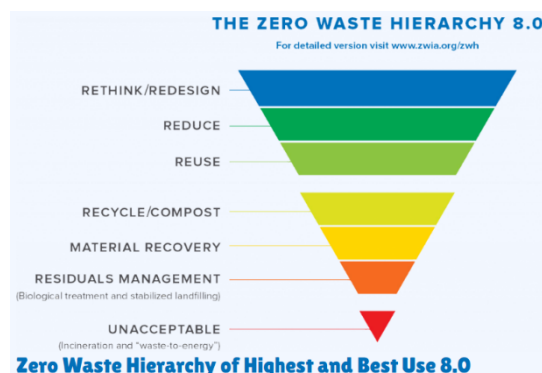 THE ZERO WASTE HIERARCHY 8.0
For detailed version visit www.zwia.org/zwh
RETHINK/REDESIGN
REDUCE
REUSE
RECYCLE/COMPOST
MATERIAL RECOVERY
RESIDUALS MANAGEMENT
(Biological treatment and stabilized landfilling)
UNACCEPTABLE
(Incineration and "waste-to-energy")
Zero Waste Hierarchy of Highest and Best Use 8.0